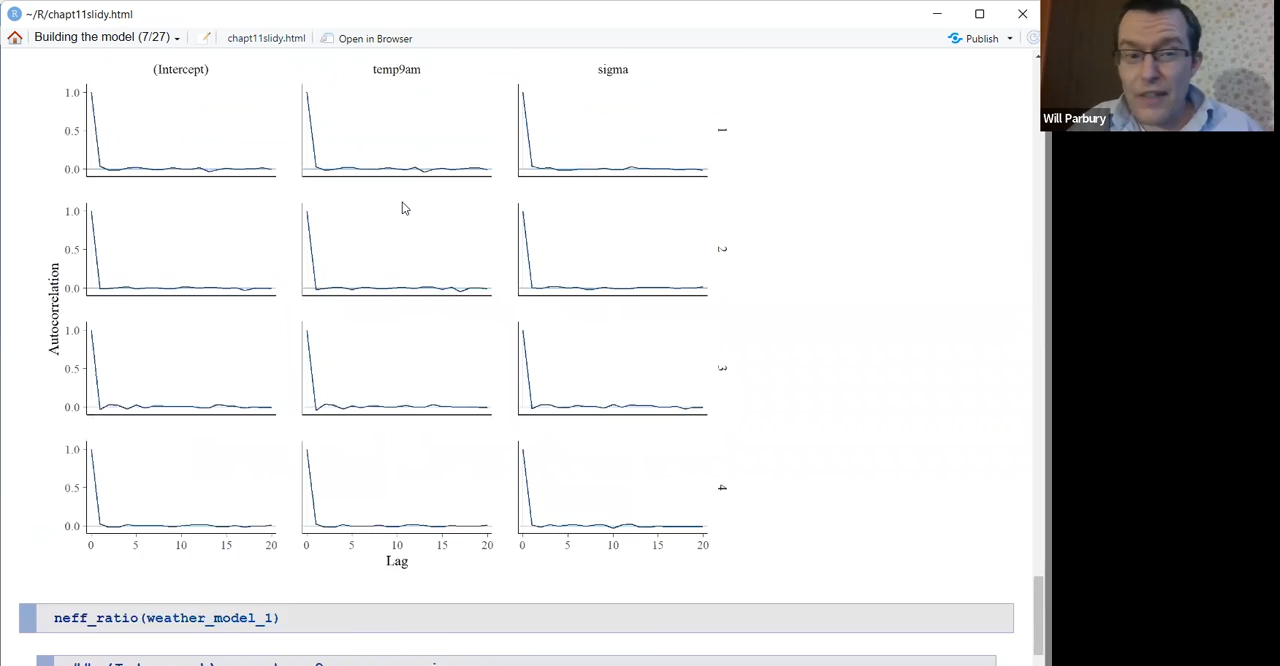 ~/R/chapt11slidy.html
Building the model (7/27)
chapt11slidy.html
Open in Browser
Publish
Will Parbury
(Intercept) temp9am sigma
1.0
0.5
0.0
1
1.0
0.5
0.0
2
1.0
0.5
0.0
3
1.0
0.5
0.0
4
Autocorrelation
0 5 10 15 20 0 5 10 15 20 0 5 10 15 20
Lag
neff_ratio(weather_model_1)